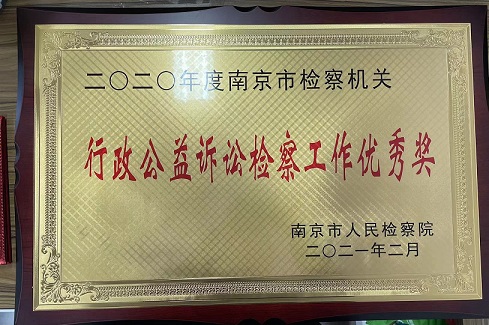 二〇二〇年度南京市检察机关
行政公益诉讼检察工作优秀奖
南京市人民检察院
二〇二一年二月